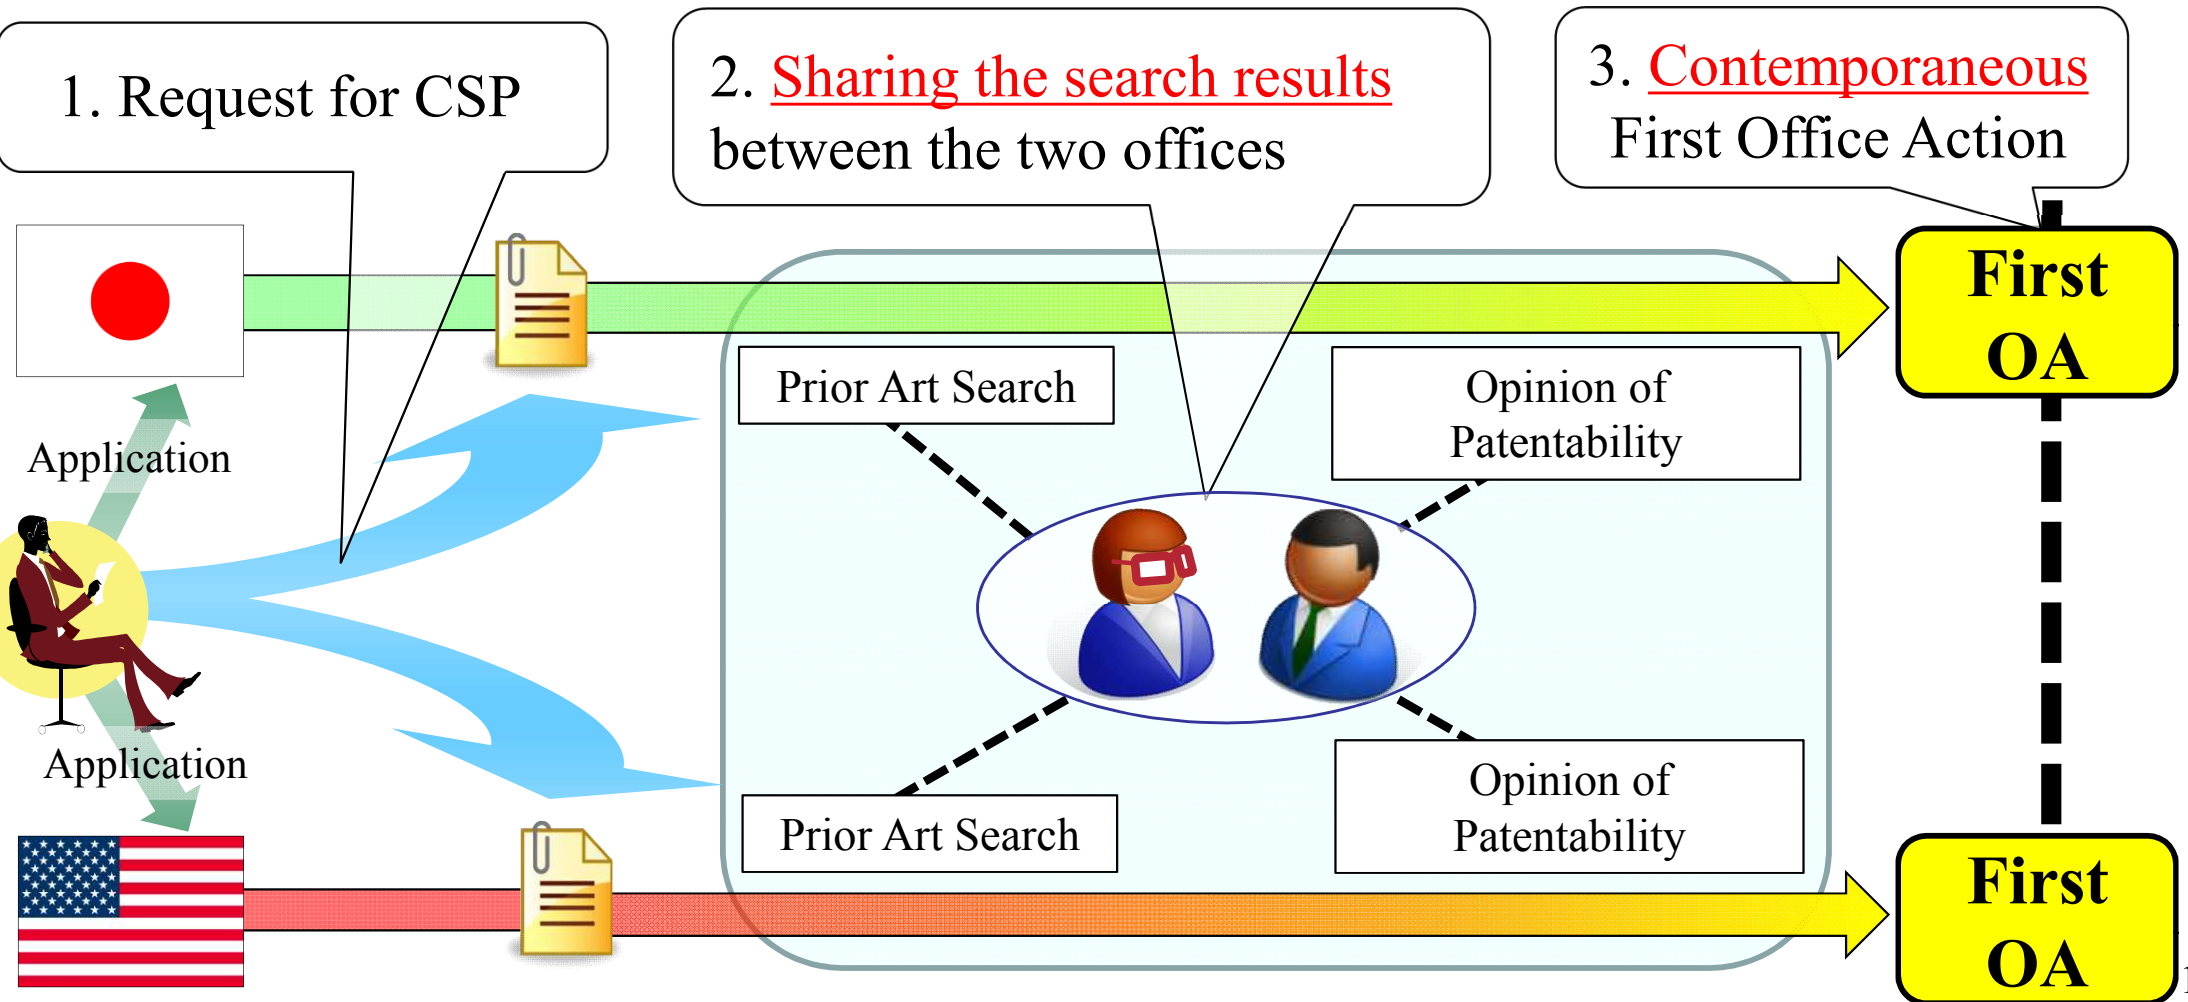 1. Request for CSP
2. Sharing the search results
between the two offices
3. Contemporaneous
First Office Action
First
OA
Prior Art Search
Opinion of
Patentability
Application
Application
Prior Art Search
Opinion of
Patentability
First
OA
1